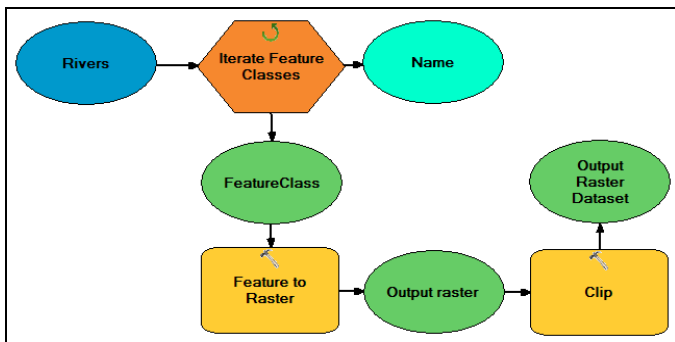 Rivers
Iterate Feature
Classes
Name
FeatureClass
Output
Raster
Dataset
Feature to
Raster
Output raster
Clip